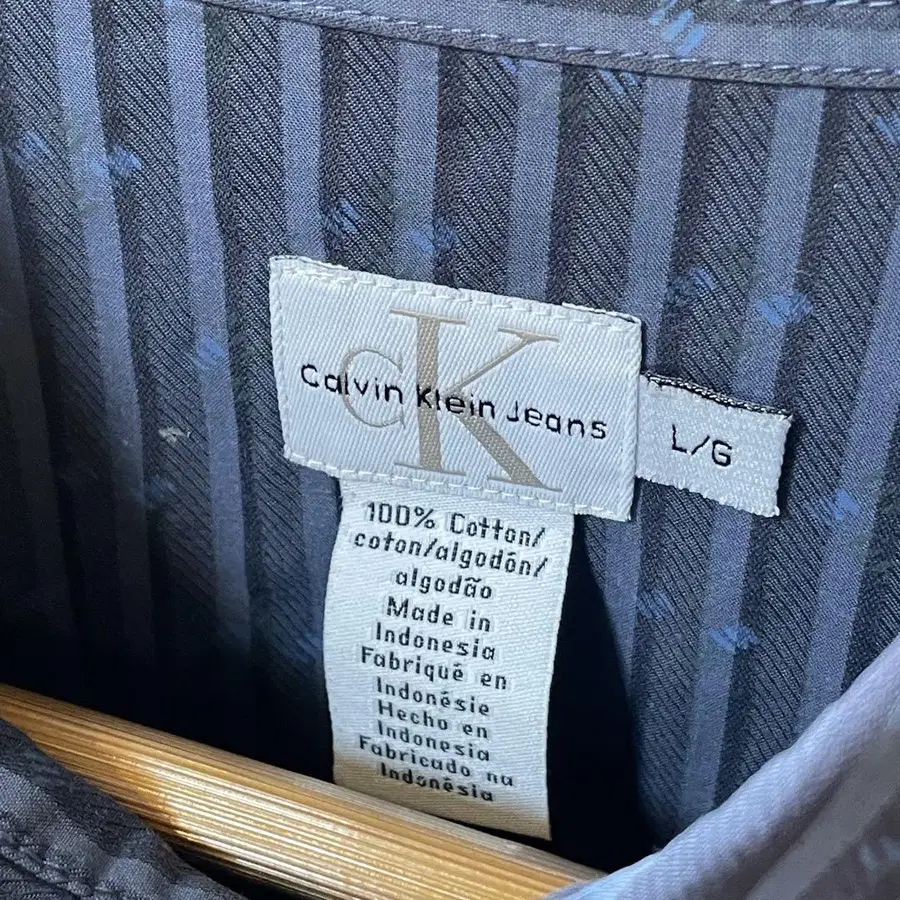 CK
Calvin Klein Jeans
L/G
100% Cotton/
coton/algodón/
algodão
Made in
Indonesia
Fabriqué en
Indonésie
Hecho en
Indonesia
Fabricado na
Indonésia